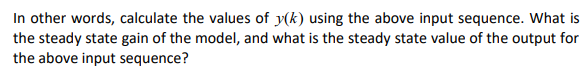 In other words, calculate the values of y(k) using the above input sequence. What is
the steady state gain of the model, and what is the steady state value of the output for
the above input sequence?